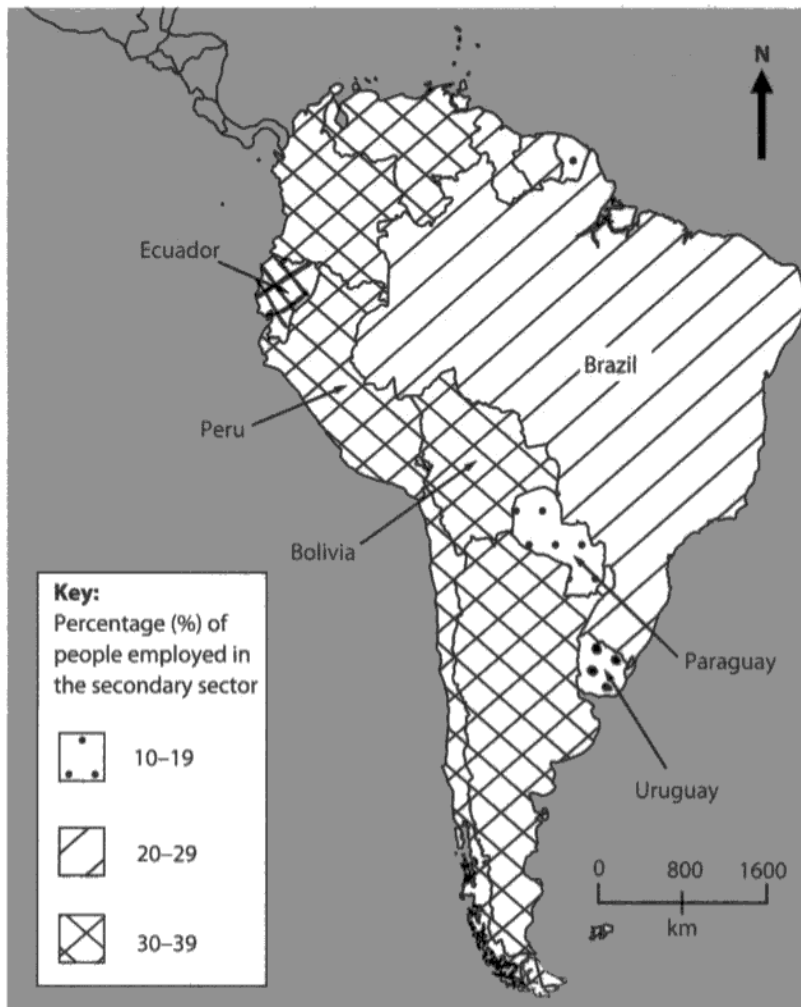 N
Ecuador
Brazil
Peru
Bolivia
Paraguay
Uruguay
Key:
Percentage (%) of
people employed in
the secondary sector
10–19
20–29
30–39
0 800 1600
km